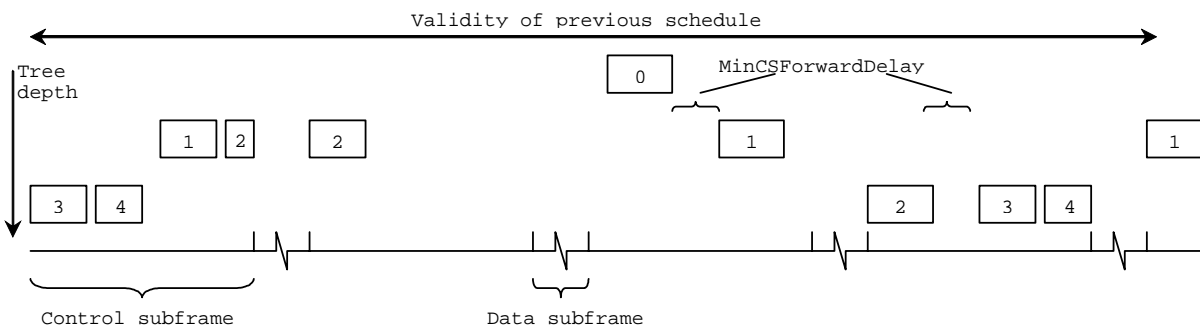 Validity of previous schedule
Tree
depth
0
MinCSForwardDelay
1 2 2 1 1
3 4 2 3 4
Control subframe
Data subframe